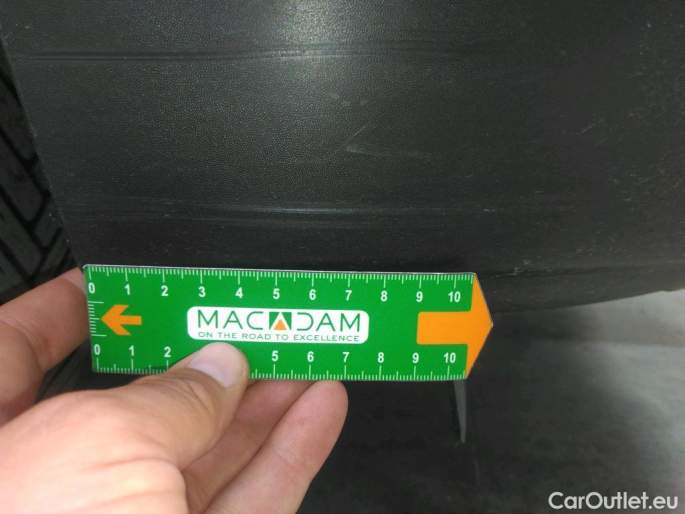 0 1 2 3 4 5 6 7 8 9 10
MACADAM
ON THE ROAD TO EXCELLENCE
0 1 2 5 6 7 8 9 10
CarOutlet.eu